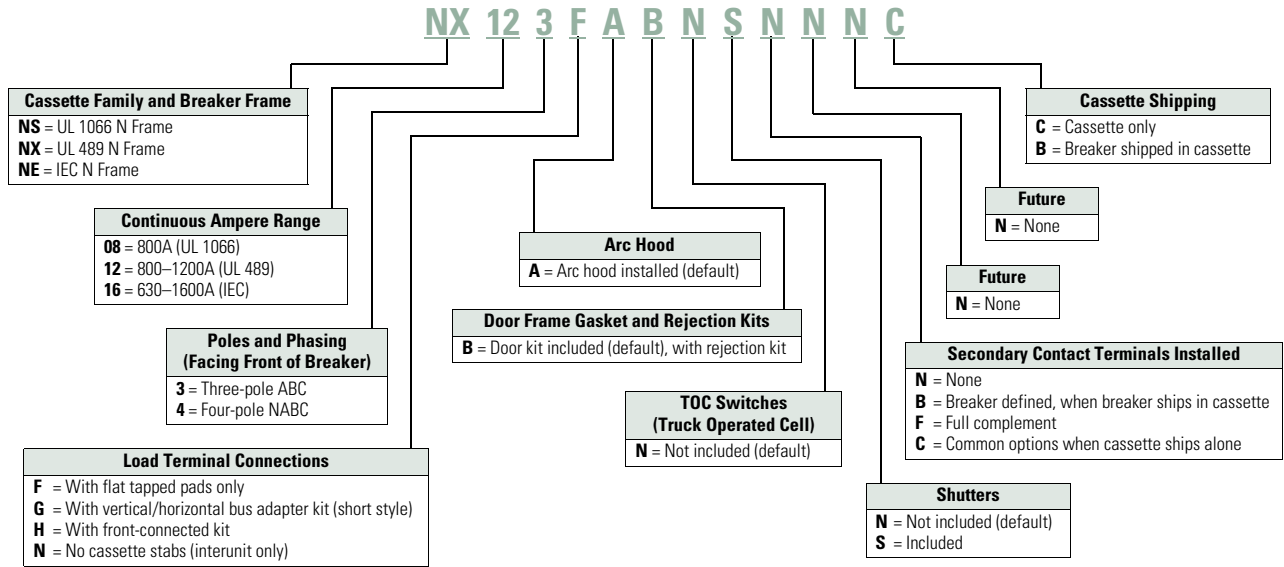 NX 12 3 F A B N S N N N C
Cassette Family and Breaker Frame
NS = UL 1066 N Frame
NX = UL 489 N Frame
NE = IEC N Frame
Cassette Shipping
C = Cassette only
B = Breaker shipped in cassette
Continuous Ampere Range
08 = 800A (UL 1066)
12 = 800–1200A (UL 489)
16 = 630–1600A (IEC)
Arc Hood
A = Arc hood installed (default)
Future
N = None
Future
N = None
Door Frame Gasket and Rejection Kits
B = Door kit included (default), with rejection kit
Poles and Phasing
(Facing Front of Breaker)
3 = Three-pole ABC
4 = Four-pole NABC
Secondary Contact Terminals Installed
N = None
B = Breaker defined, when breaker ships in cassette
F = Full complement
C = Common options when cassette ships alone
TOC Switches
(Truck Operated Cell)
N = Not included (default)
Load Terminal Connections
F = With flat tapped pads only
G = With vertical/horizontal bus adapter kit (short style)
H = With front-connected kit
N = No cassette stabs (interunit only)
Shutters
N = Not included (default)
S = Included